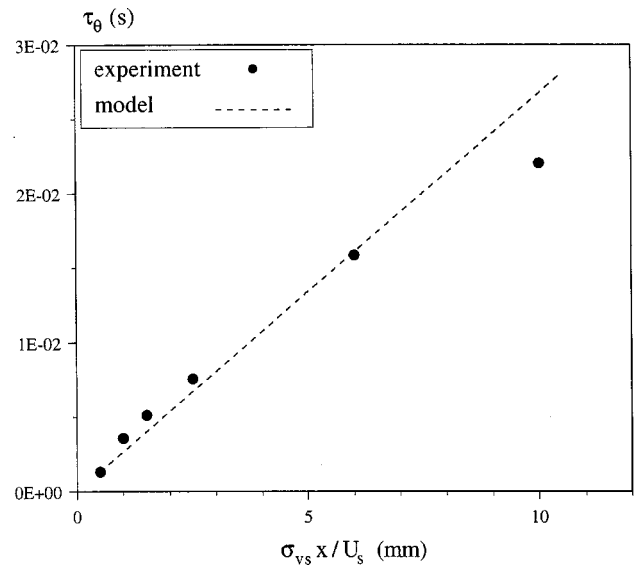 τθ (s)
3E-02
experiment
model
2E-02
1E-02
0E+00
0 5 10
σvs x / Us (mm)